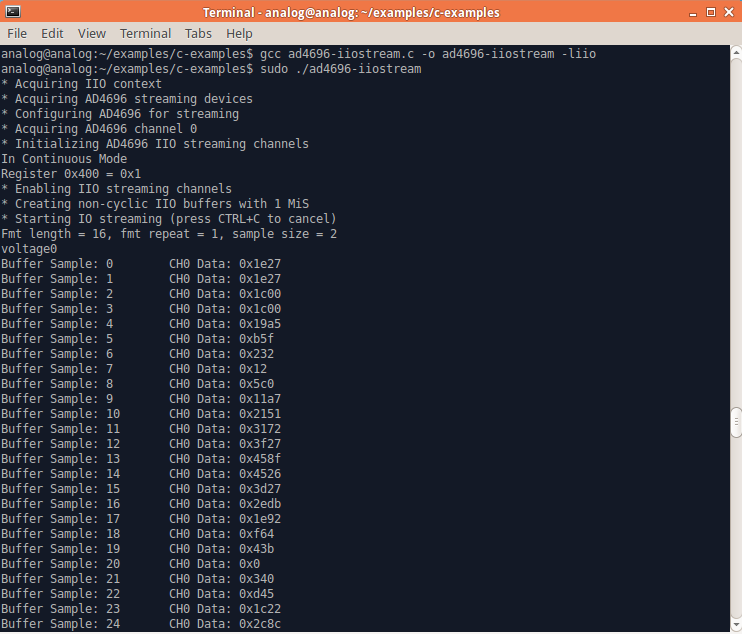 Terminal - analog@analog: ~/examples/c-examples
File Edit View Terminal Tabs Help
analog@analog:~/examples/c-examples$ gcc ad4696-iiostream.c -o ad4696-iiostream -liio
analog@analog:~/examples/c-examples$ sudo ./ad4696-iiostream
* Acquiring IIO context
* Acquiring AD4696 streaming devices
* Configuring AD4696 for streaming
* Acquiring AD4696 channel 0
* Initializing AD4696 IIO streaming channels
In Continuous Mode
Register 0x400 = 0x1
* Enabling IIO streaming channels
* Creating non-cyclic IIO buffers with 1 MiS
* Starting IO streaming (press CTRL+C to cancel)
Fmt length = 16, fmt repeat = 1, sample size = 2
voltage0
Buffer Sample: 0 CH0 Data: 0x1e27
Buffer Sample: 1 CH0 Data: 0x1e27
Buffer Sample: 2 CH0 Data: 0x1c00
Buffer Sample: 3 CH0 Data: 0x1c00
Buffer Sample: 4 CH0 Data: 0x19a5
Buffer Sample: 5 CH0 Data: 0xb5f
Buffer Sample: 6 CH0 Data: 0x232
Buffer Sample: 7 CH0 Data: 0x12
Buffer Sample: 8 CH0 Data: 0x5c0
Buffer Sample: 9 CH0 Data: 0x11a7
Buffer Sample: 10 CH0 Data: 0x2151
Buffer Sample: 11 CH0 Data: 0x3172
Buffer Sample: 12 CH0 Data: 0x3f27
Buffer Sample: 13 CH0 Data: 0x458f
Buffer Sample: 14 CH0 Data: 0x4526
Buffer Sample: 15 CH0 Data: 0x3d27
Buffer Sample: 16 CH0 Data: 0x2edb
Buffer Sample: 17 CH0 Data: 0x1e92
Buffer Sample: 18 CH0 Data: 0xf64
Buffer Sample: 19 CH0 Data: 0x43b
Buffer Sample: 20 CH0 Data: 0x0
Buffer Sample: 21 CH0 Data: 0x340
Buffer Sample: 22 CH0 Data: 0xd45
Buffer Sample: 23 CH0 Data: 0x1c22
Buffer Sample: 24 CH0 Data: 0x2c8c